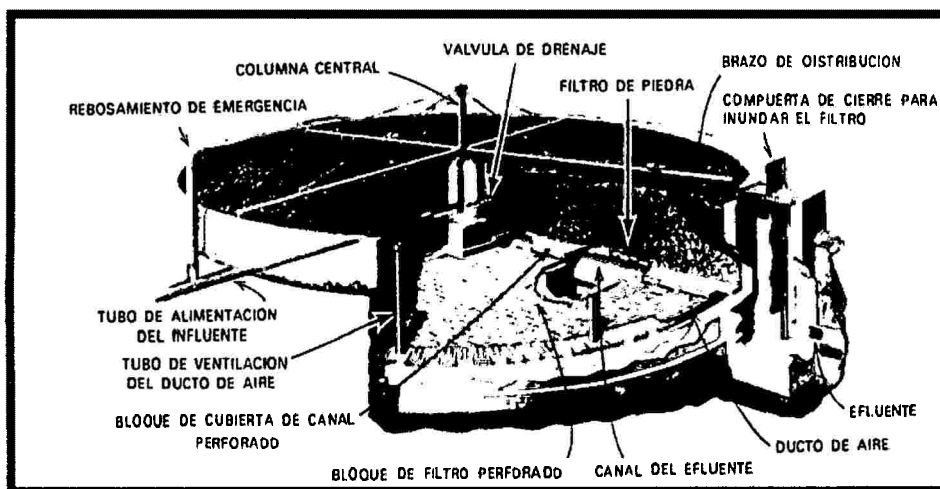 VALVULA DE DRENAJE
COLUMNA CENTRAL
BRAZO DE DISTRIBUCION
REBOSAMIENTO DE EMERGENCIA
FILTRO DE PIEDRA
COMPUERTA DE CIERRE PARA
INUNDAR EL FILTRO
TUBO DE ALIMENTACION
DEL INFLUENTE
TUBO DE VENTILACION
DEL DUCTO DE AIRE
BLOQUE DE CUBIERTA DE CANAL
PERFORADO
EFLUENTE
DUCTO DE AIRE
BLOQUE DE FILTRO PERFORADO
CANAL DEL EFLUENTE